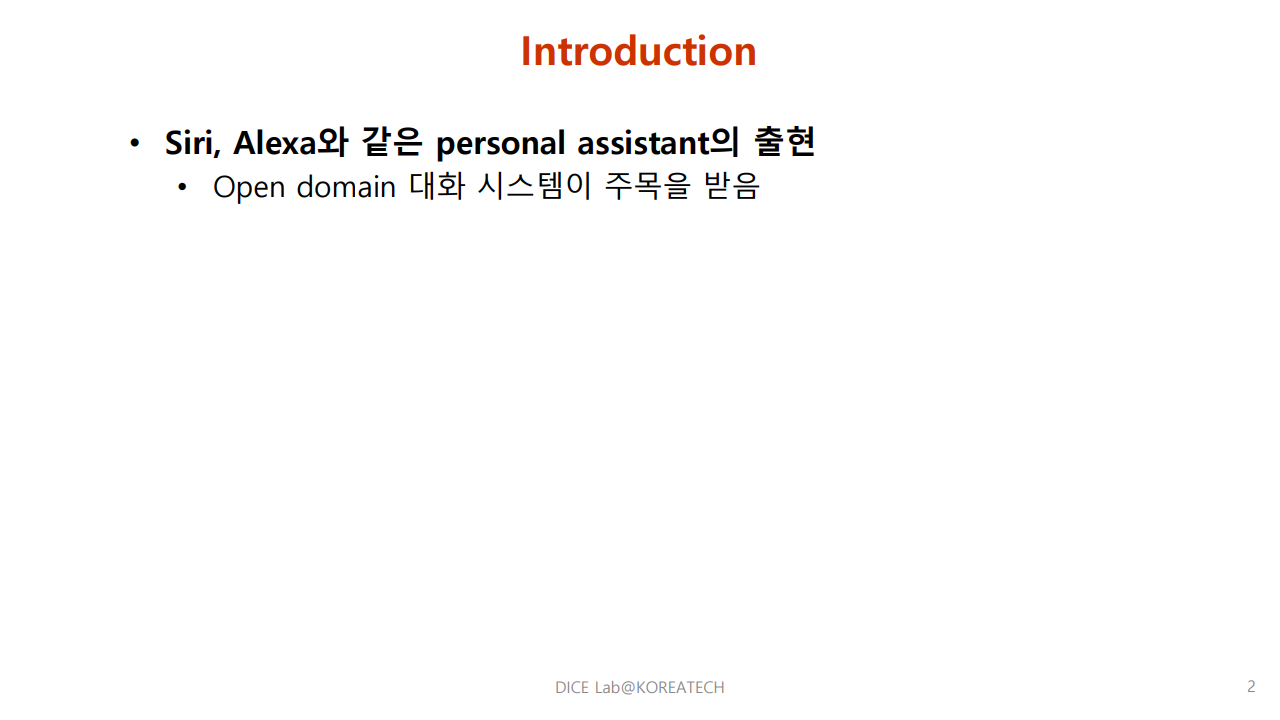 Introduction
• Siri, Alexa와 같은 personal assistant의 출현
• Open domain 대화 시스템이 주목을 받음
DICE Lab@KOREATECH
2